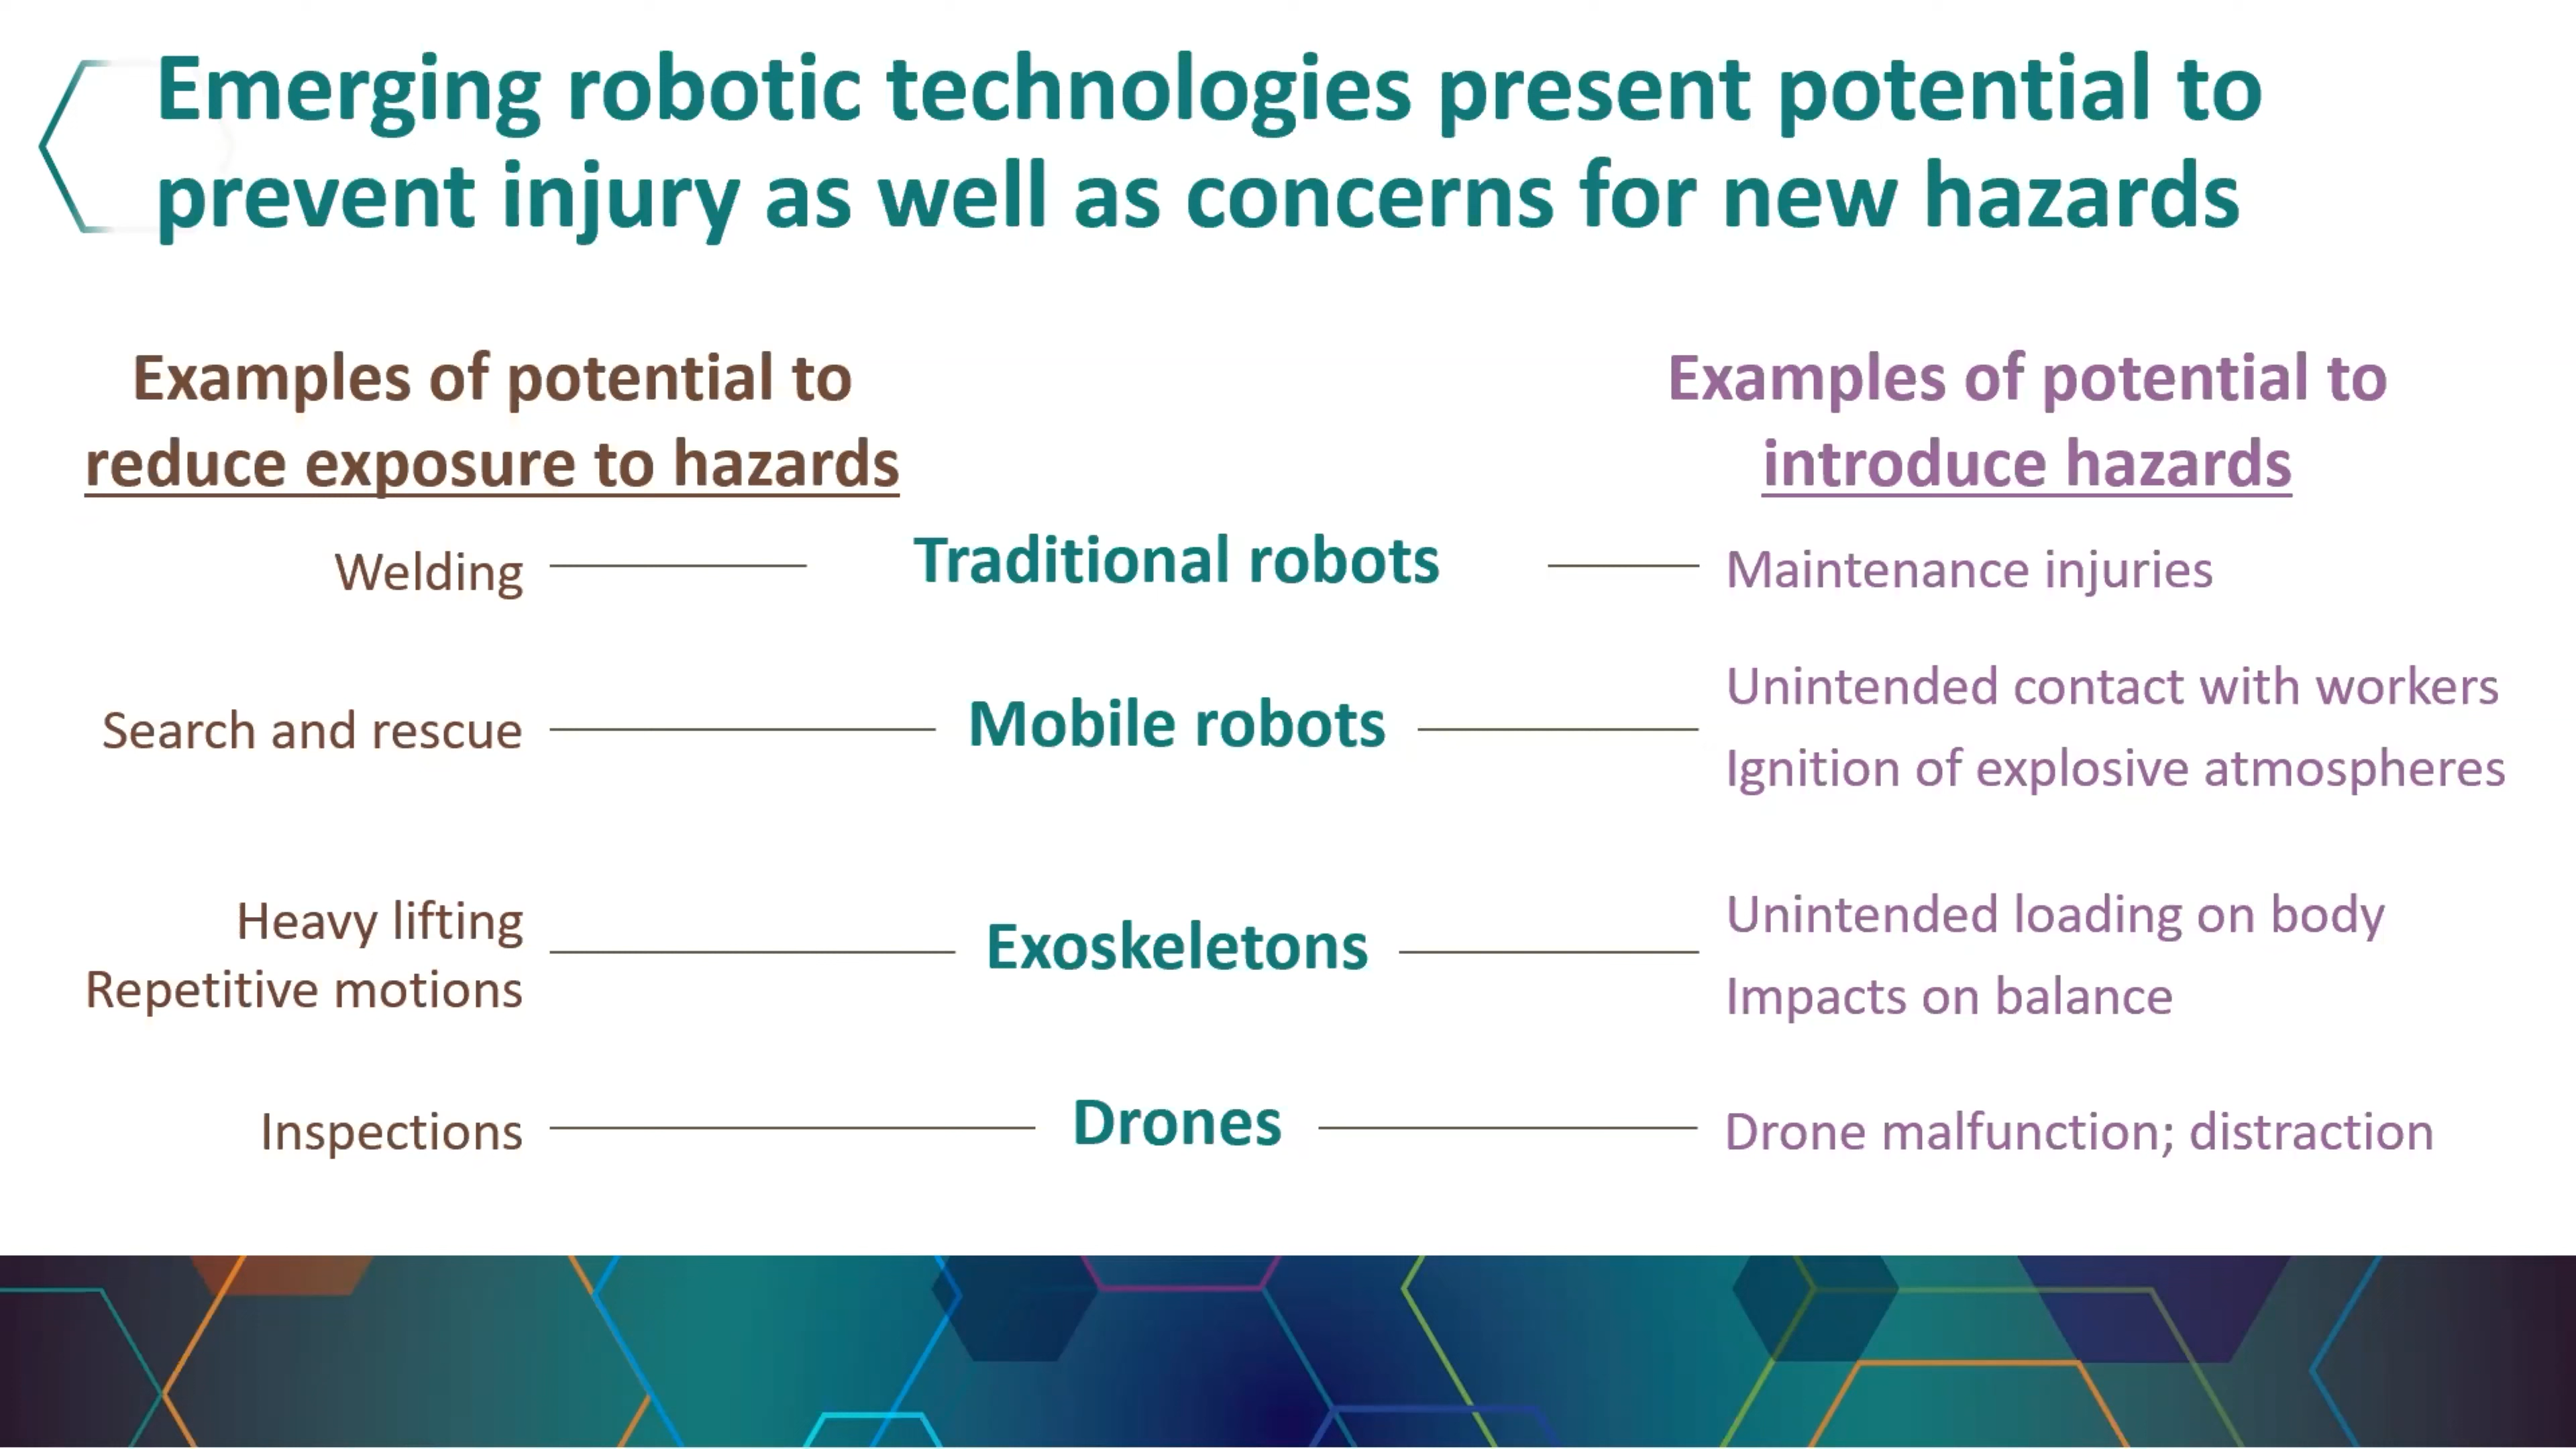 Emerging robotic technologies present potential to
prevent injury as well as concerns for new hazards
Examples of potential to
reduce exposure to hazards
Examples of potential to
introduce hazards
Welding
Traditional robots
Maintenance injuries
Search and rescue
Mobile robots
Unintended contact with workers
Ignition of explosive atmospheres
Heavy lifting
Repetitive motions
Exoskeletons
Unintended loading on body
Impacts on balance
Inspections
Drones
Drone malfunction; distraction